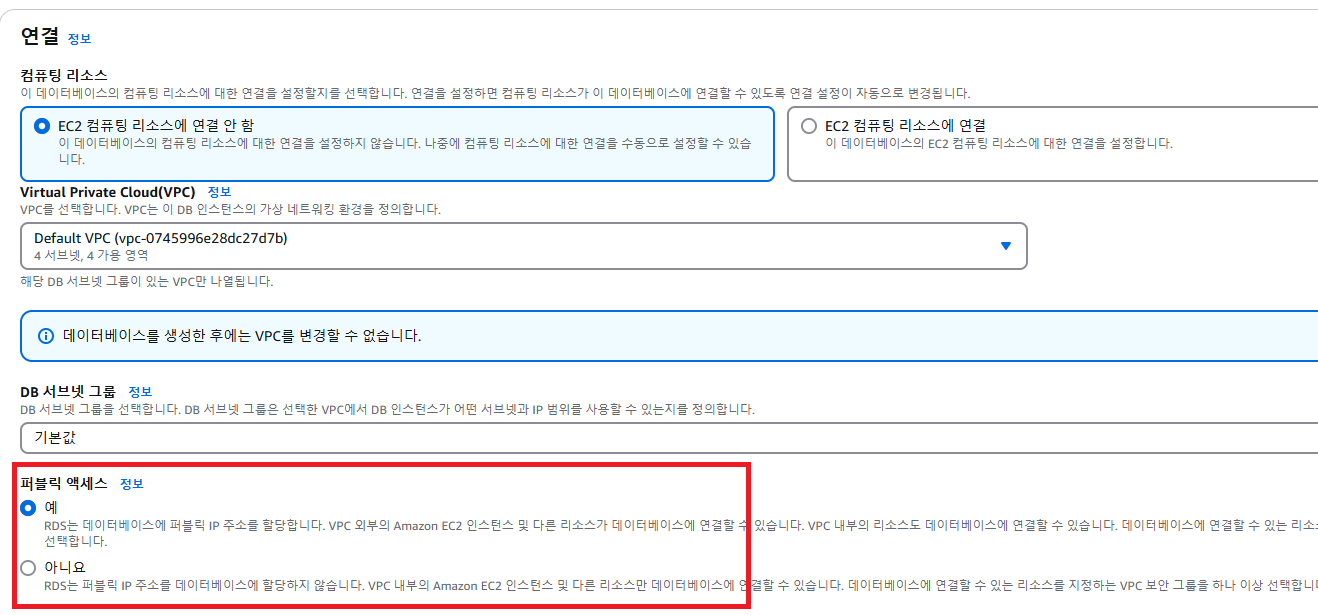 연결 정보
컴퓨팅 리소스
이 데이터베이스의 컴퓨팅 리소스에 대한 연결을 설정할지를 선택합니다. 연결을 설정하면 컴퓨팅 리소스가 이 데이터베이스에 연결할 수 있도록 연결 설정이 자동으로 변경됩니다.
EC2 컴퓨팅 리소스에 연결 안 함
이 데이터베이스의 컴퓨팅 리소스에 대한 연결을 설정하지 않습니다. 나중에 컴퓨팅 리소스에 대한 연결을 수동으로 설정할 수 있습
니다.
EC2 컴퓨팅 리소스에 연결
이 데이터베이스의 EC2 컴퓨팅 리소스에 대한 연결을 설정합니다.
Virtual Private Cloud(VPC) 정보
VPC를 선택합니다. VPC는 이 DB 인스턴스의 가상 네트워킹 환경을 정의합니다.
Default VPC (vpc-0745996e28dc27d7b)
4 서브넷, 4 가용 영역
해당 DB 서브넷 그룹이 있는 VPC만 나열됩니다.
데이터베이스를 생성한 후에는 VPC를 변경할 수 없습니다.
DB 서브넷 그룹 정보
DB 서브넷 그룹을 선택합니다. DB 서브넷 그룹은 선택한 VPC에서 DB 인스턴스가 어떤 서브넷과 IP 범위를 사용할 수 있는지를 정의합니다.
기본값
퍼블릭 액세스 정보
예
RDS는 데이터베이스에 퍼블릭 IP 주소를 할당합니다. VPC 외부의 Amazon EC2 인스턴스 및 다른 리소스가 데이터베이스에 연결할 수 있습니다. VPC 내부의 리소스도 데이터베이스에 연결할 수 있습니다. 데이터베이스에 연결할 수 있는 리소
선택합니다.
아니요
RDS는 퍼블릭 IP 주소를 데이터베이스에 할당하지 않습니다. VPC 내부의 Amazon EC2 인스턴스 및 다른 리소스만 데이터베이스에 연결할 수 있습니다. 데이터베이스에 연결할 수 있는 리소스를 지정하는 VPC 보안 그룹을 하나 이상 선택합니